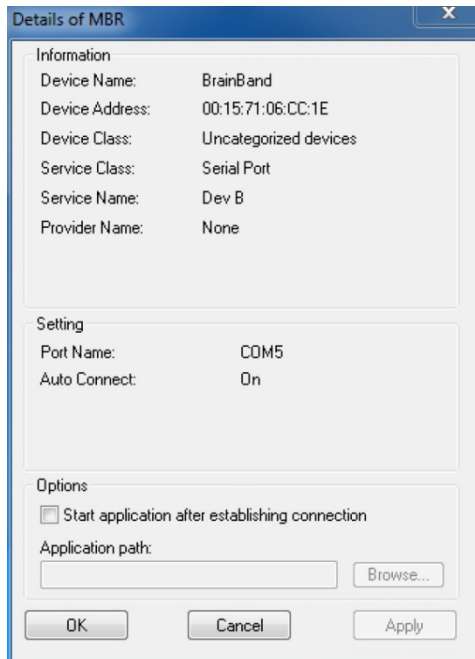 Details of MBR
x
Information
Device Name: BrainBand
Device Address: 00:15:71:06:CC:1E
Device Class: Uncategorized devices
Service Class: Serial Port
Service Name: Dev B
Provider Name: None
Setting
Port Name: COM5
Auto Connect: On
Options
Start application after establishing connection
Application path:
Browse...
OK Cancel Apply